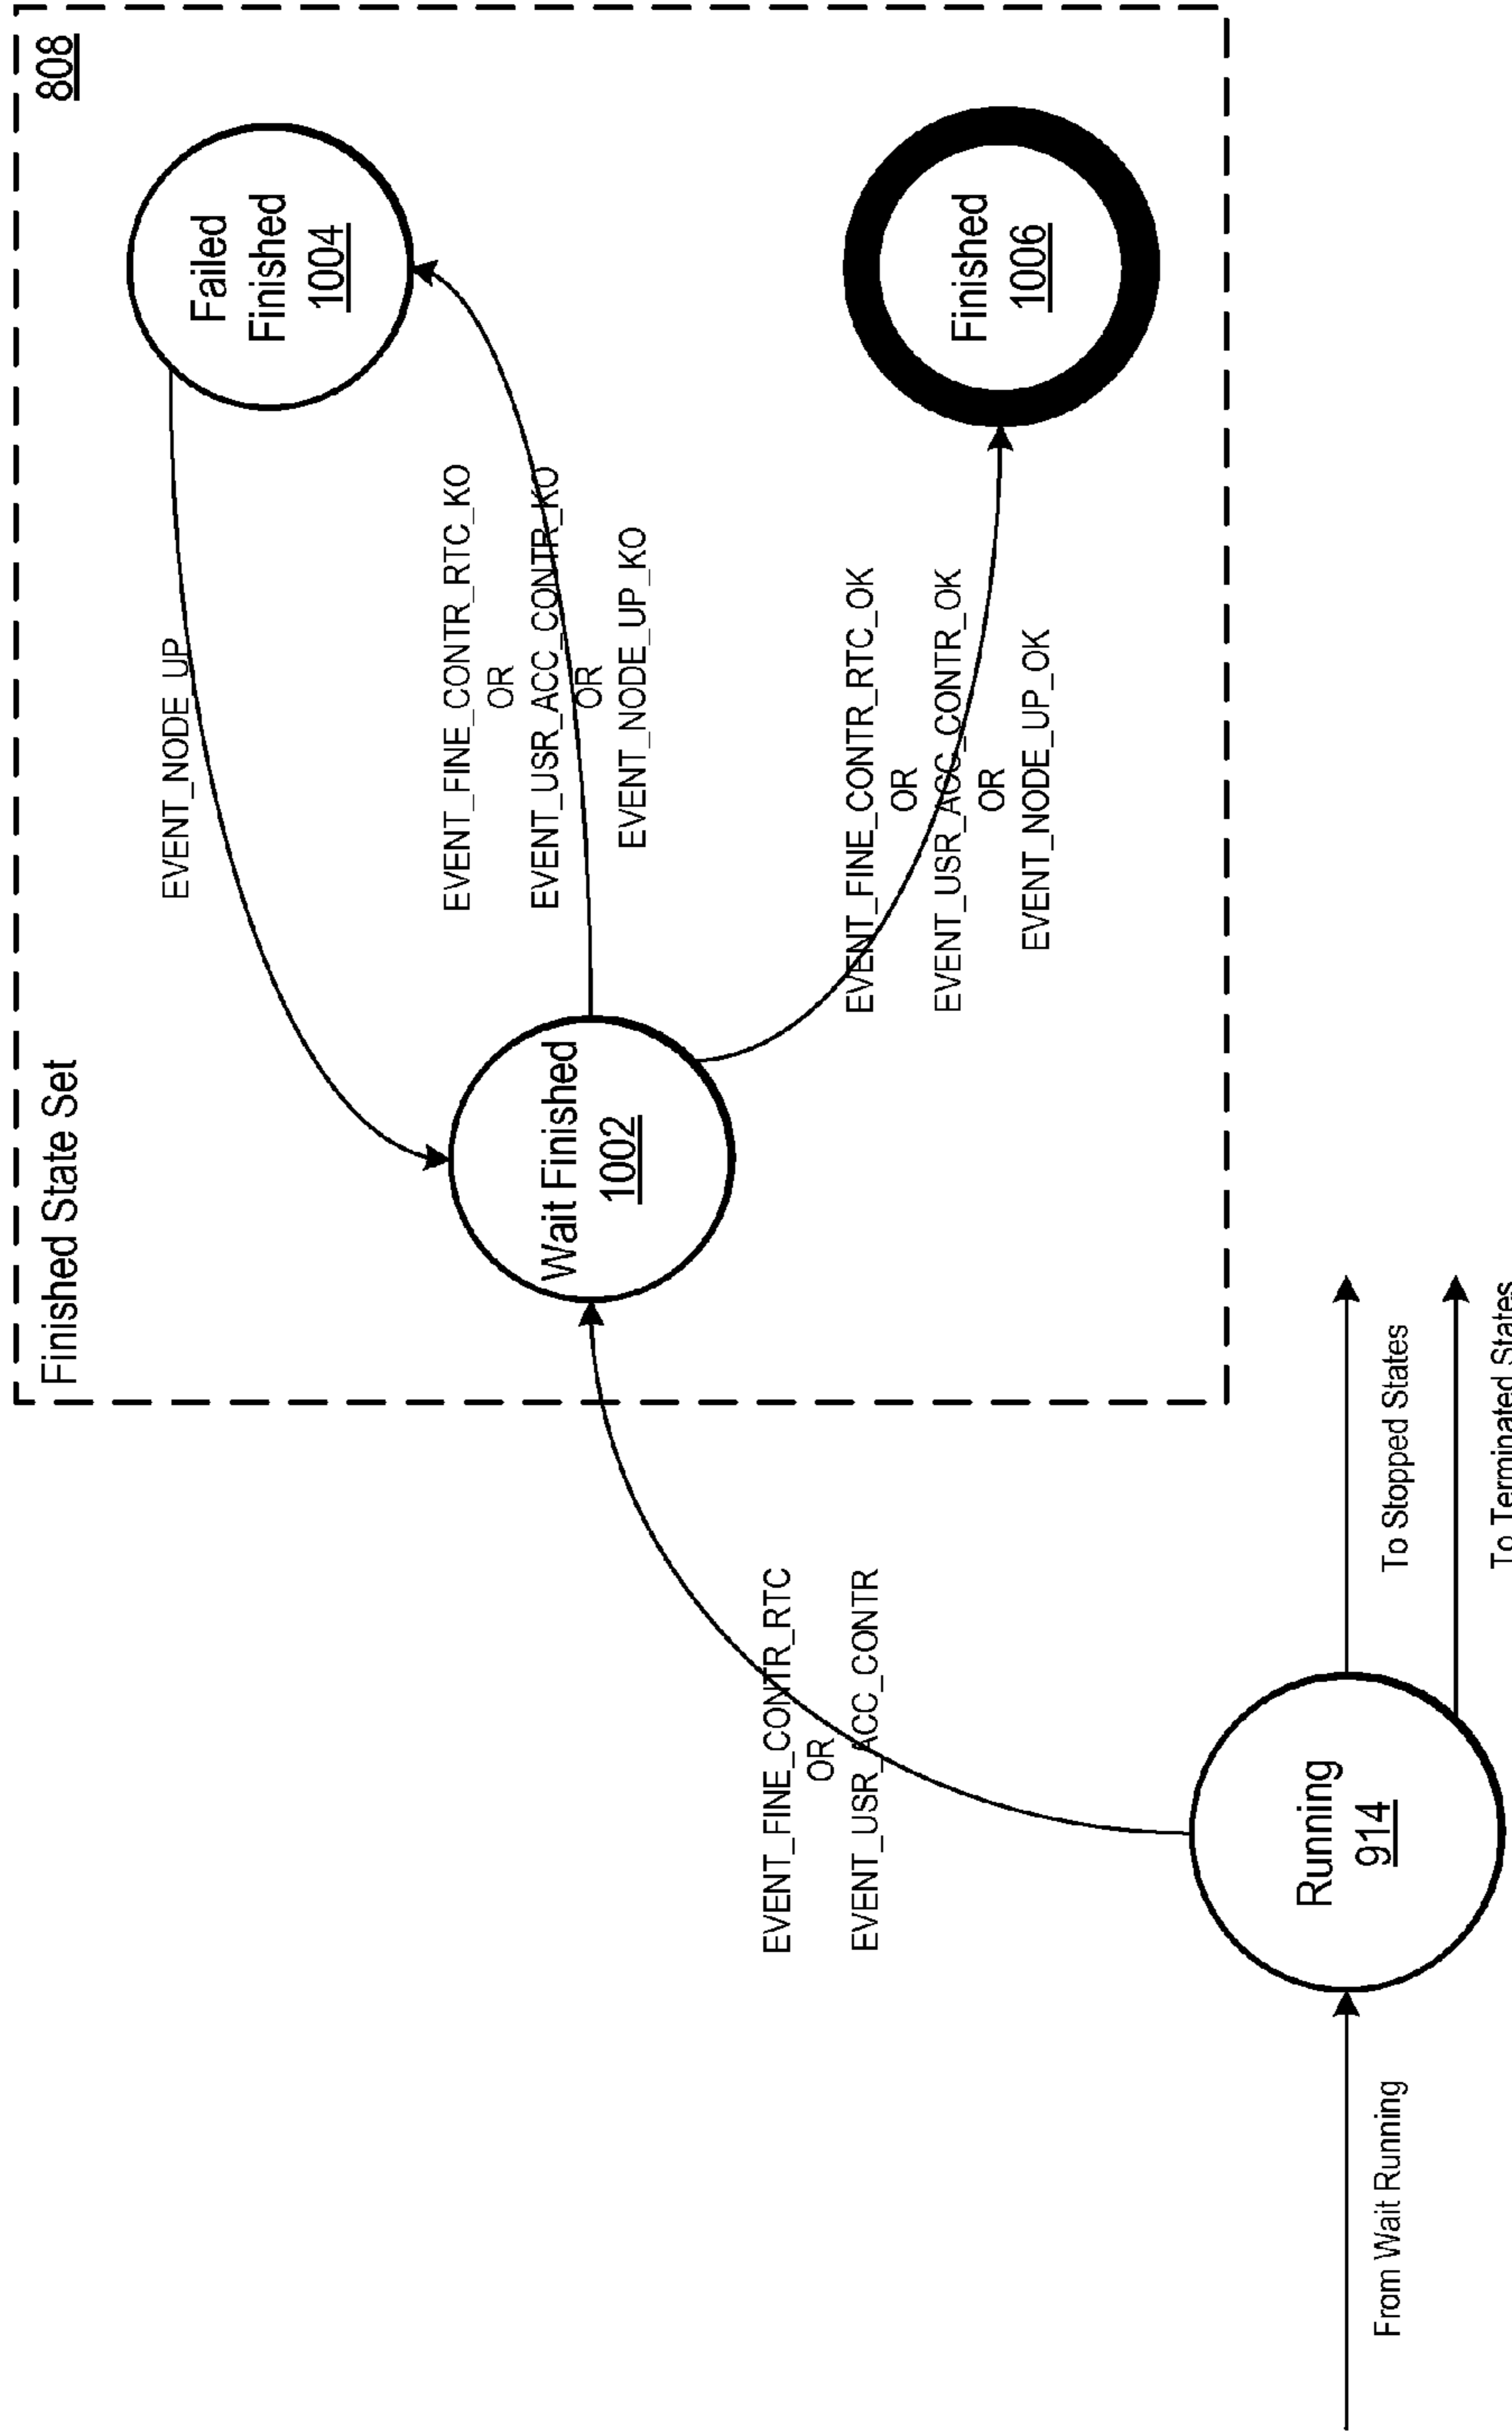 Finished State Set
808
Failed
Finished
1004
EVENT_NODE_UP
EVENT_FINE_CONTR_RTC_KO
OR
EVENT_USR_ACC_CONTR_KO
OR
EVENT_NODE_UP_KO
Wait Finished
1002
EVENT_FINE_CONTR_RTC_OK
OR
EVENT_USR_ACC_CONTR_OK
OR
EVENT_NODE_UP_OK
Finished
1006
EVENT_FINE_CONTR_RTC
OR
EVENT_USR_ACC_CONTR
Running
914
From Wait Running
To Stopped States
To Terminated States